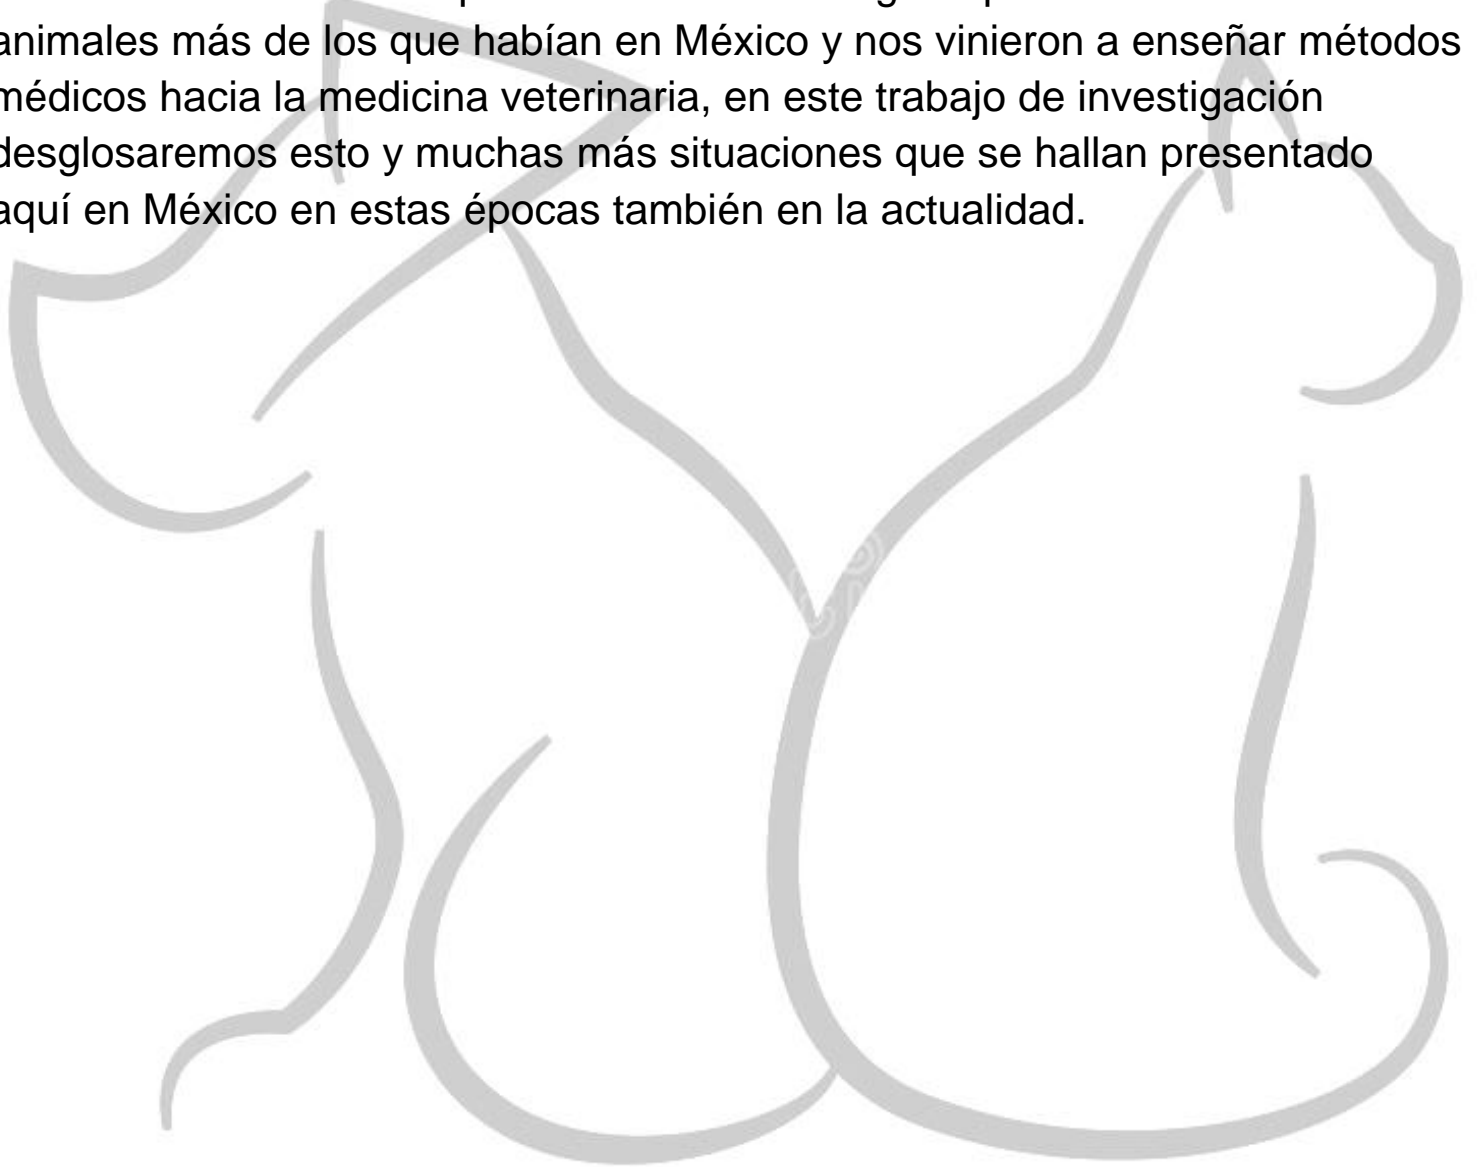 animales más de los que habían en México y nos vinieron a enseñar métodos
médicos hacia la medicina veterinaria, en este trabajo de investigación
desglosaremos esto y muchas más situaciones que se hallan presentado
aquí en México en estas épocas también en la actualidad.